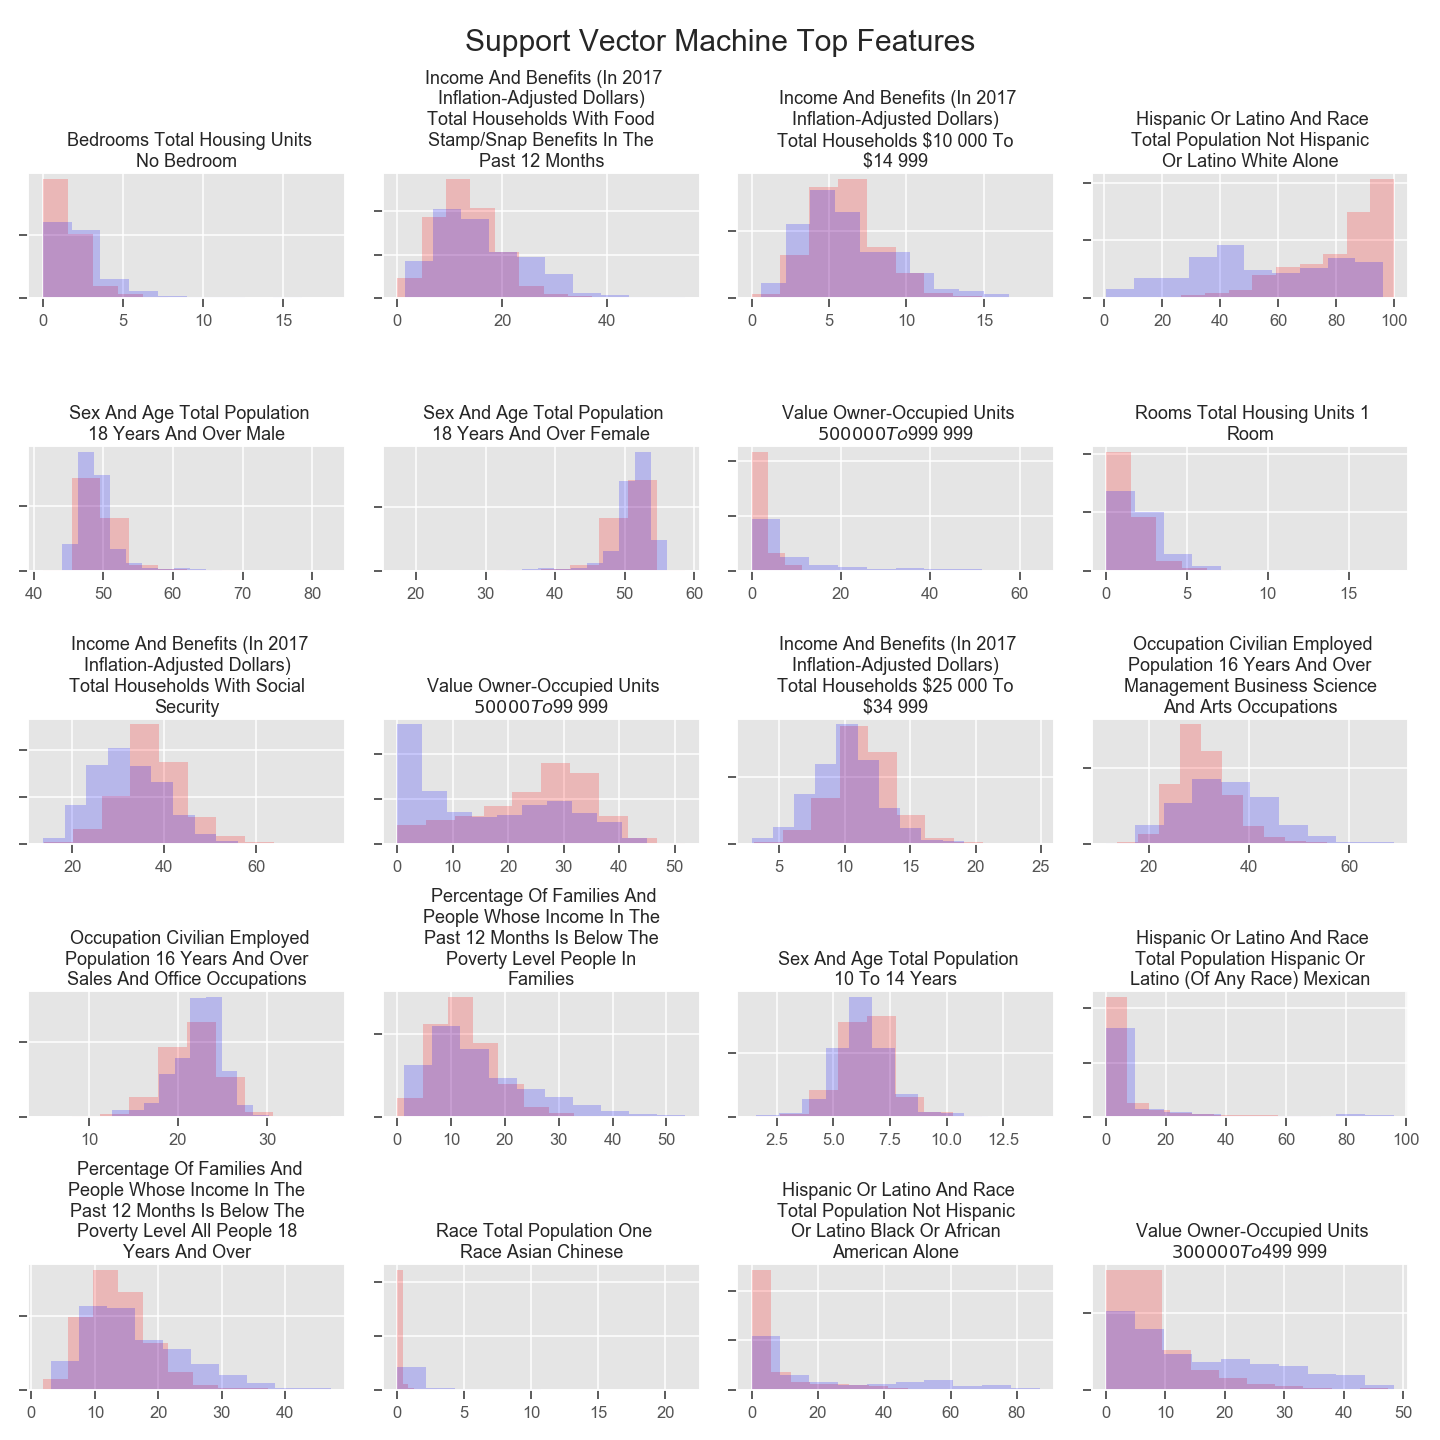 Support Vector Machine Top Features
Bedrooms Total Housing Units
No Bedroom
0 5 10 15
Income And Benefits (In 2017
Inflation-Adjusted Dollars)
Total Households With Food
Stamp/Snap Benefits In The
Past 12 Months
0 20 40
Income And Benefits (In 2017
Inflation-Adjusted Dollars)
Total Households $10 000 To
$14 999
0 5 10 15
Hispanic Or Latino And Race
Total Population Not Hispanic
Or Latino White Alone
0 20 40 60 80 100
Sex And Age Total Population
18 Years And Over Male
40 50 60 70 80
Sex And Age Total Population
18 Years And Over Female
20 30 40 50 60
Value Owner-Occupied Units
500000To999 999
0 20 40 60
Rooms Total Housing Units 1
Room
0 5 10 15
Income And Benefits (In 2017
Inflation-Adjusted Dollars)
Total Households With Social
Security
20 40 60
Value Owner-Occupied Units
50000To99 999
0 10 20 30 40 50
Income And Benefits (In 2017
Inflation-Adjusted Dollars)
Total Households $25 000 To
$34 999
5 10 15 20 25
Occupation Civilian Employed
Population 16 Years And Over
Management Business Science
And Arts Occupations
20 40 60
Occupation Civilian Employed
Population 16 Years And Over
Sales And Office Occupations
10 20 30
Percentage Of Families And
People Whose Income In The
Past 12 Months Is Below The
Poverty Level People In
Families
0 10 20 30 40 50
Sex And Age Total Population
10 To 14 Years
2.5 5.0 7.5 10.0 12.5
Hispanic Or Latino And Race
Total Population Hispanic Or
Latino (Of Any Race) Mexican
0 20 40 60 80 100
Percentage Of Families And
People Whose Income In The
Past 12 Months Is Below The
Poverty Level All People 18
Years And Over
0 10 20 30 40
Race Total Population One
Race Asian Chinese
0 5 10 15 20
Hispanic Or Latino And Race
Total Population Not Hispanic
Or Latino Black Or African
American Alone
0 20 40 60 80
Value Owner-Occupied Units
300000To499 999
0 10 20 30 40 50